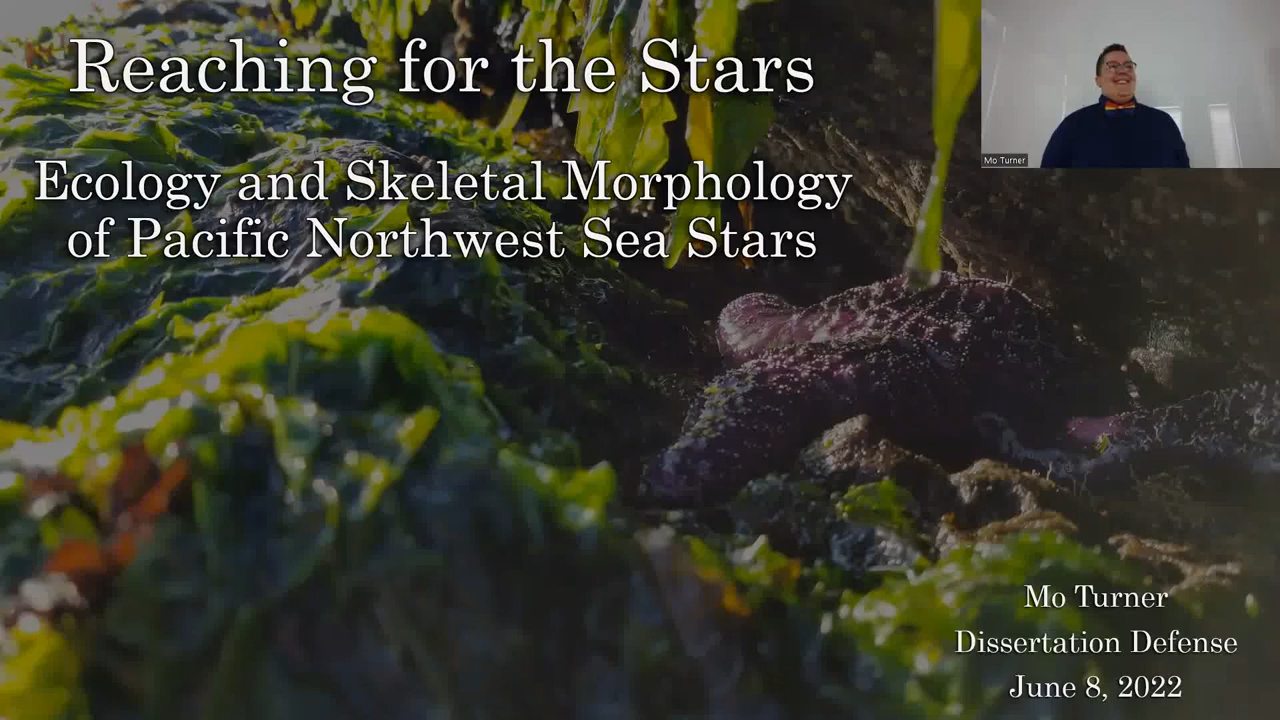 Reaching for the Stars
Ecology and Skeletal Morphology
of Pacific Northwest Sea Stars
Mo Turner
Mo Turner
Dissertation Defense
June 8, 2022